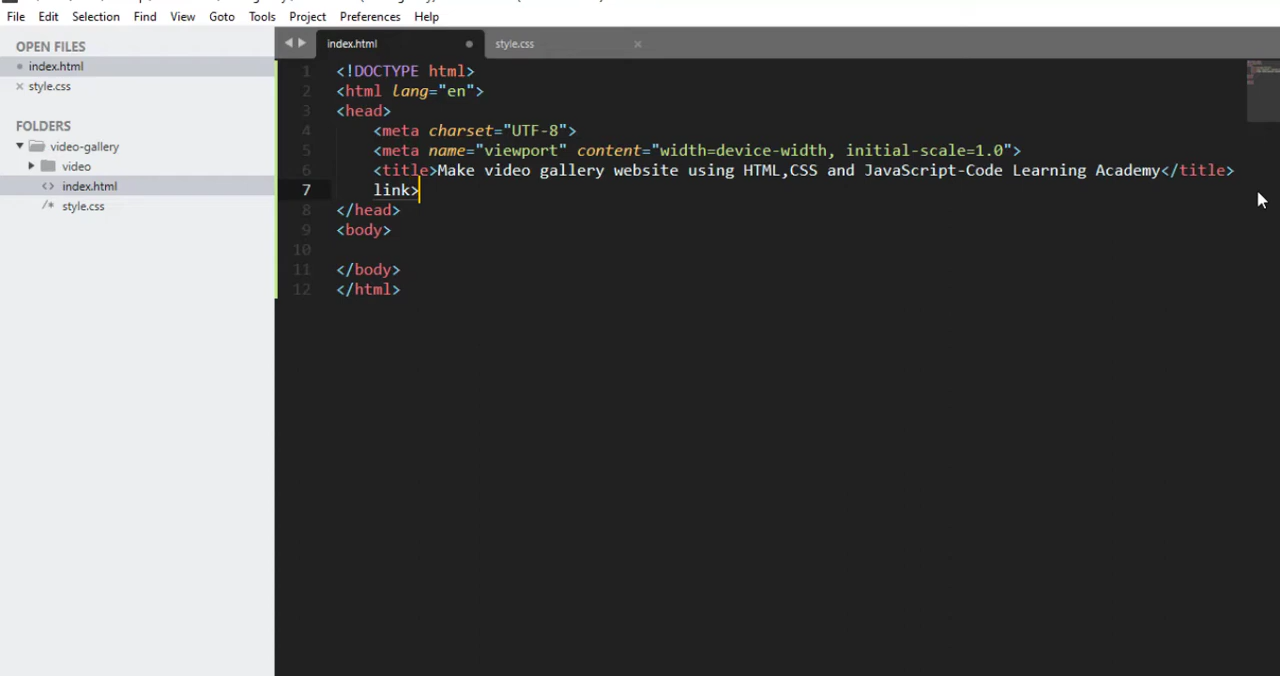 File Edit Selection Find View Goto Tools Project Preferences Help
OPEN FILES
index.html
style.css
FOLDERS
video-gallery
video
index.html
style.css
index.html style.css
1 <!DOCTYPE html>
2 <html lang="en">
3 <head>
4 <meta charset="UTF-8">
5 <meta name="viewport" content="width=device-width, initial-scale=1.0">
6 <title>Make video gallery website using HTML,CSS and JavaScript-Code Learning Academy</title>
7 link>
8 </head>
9 <body>
10
11 </body>
12 </html>